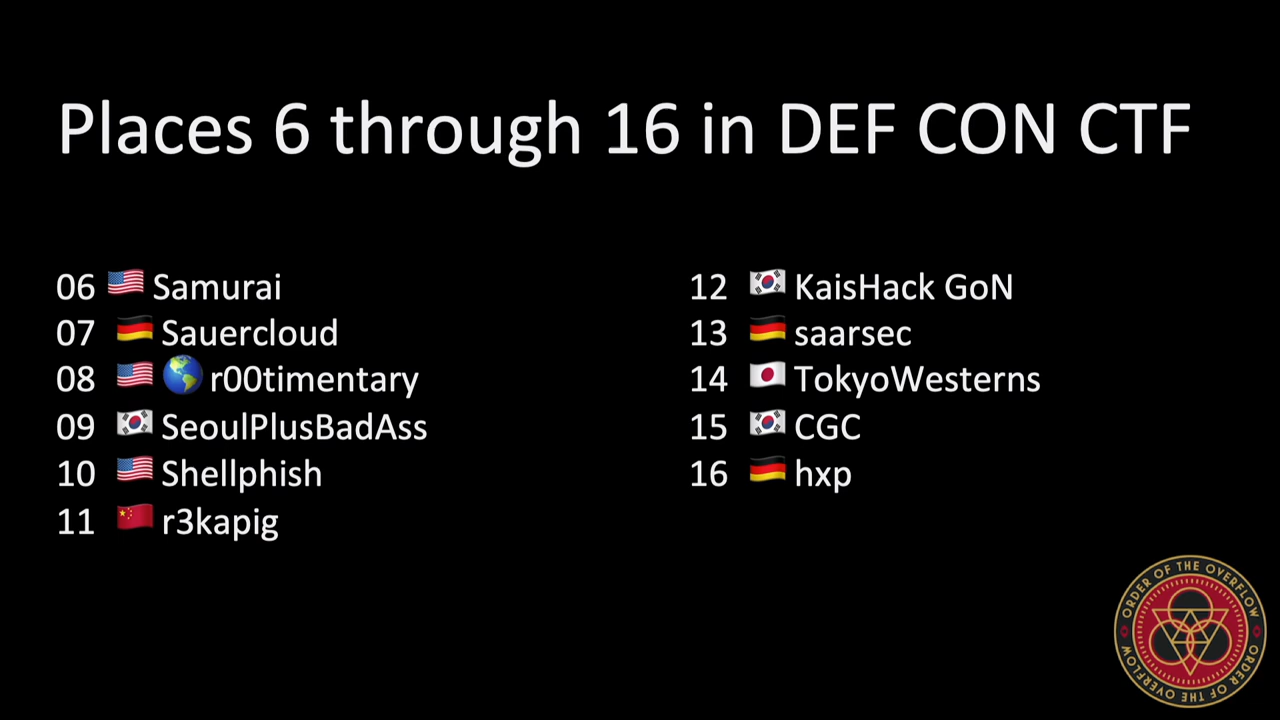 Places 6 through 16 in DEF CON CTF
06 🇺🇸 Samurai
07 🇩🇪 Sauercloud
08 🇺🇸 🌎 r00timentary
09 🇰🇷 SeoulPlusBadAss
10 🇺🇸 Shellphish
11 🇨🇳 r3kapig
12 🇰🇷 KaisHack GoN
13 🇩🇪 saarsec
14 🇯🇵 TokyoWesterns
15 🇰🇷 CGC
16 🇩🇪 hxp
ORDER OF THE OVERFLOW
ORDER OF THE OVERFLOW